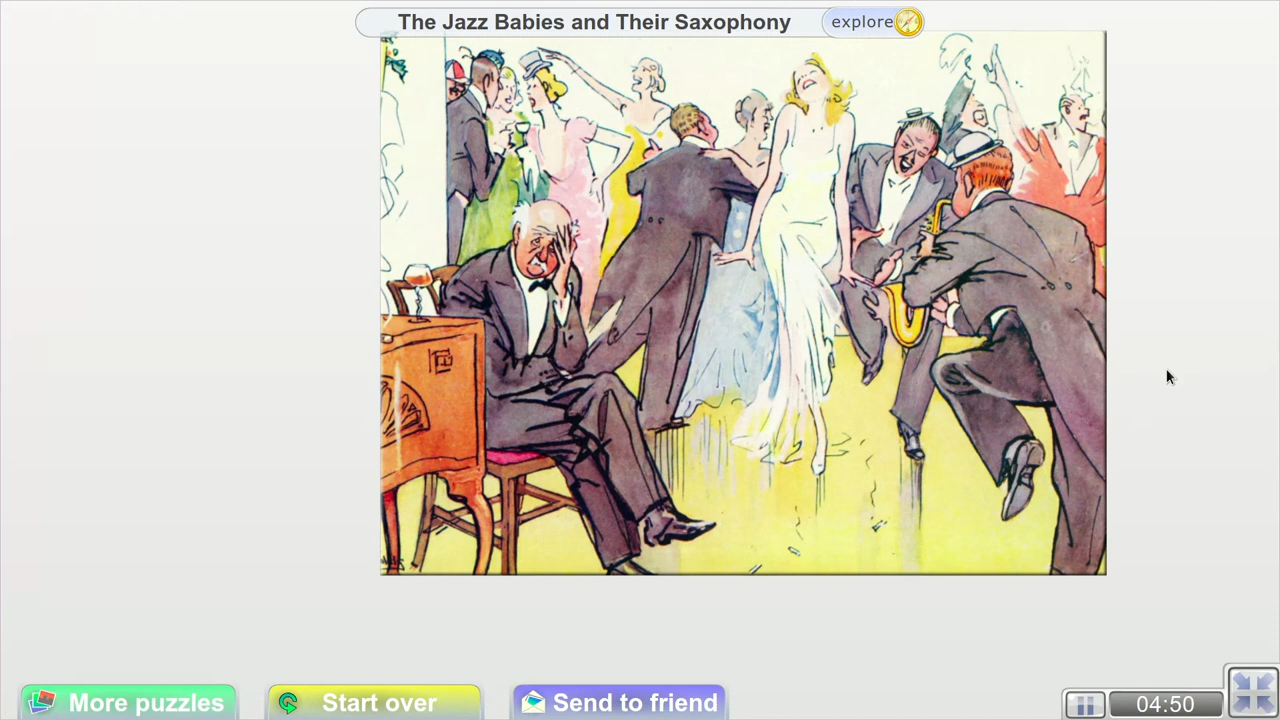 The Jazz Babies and Their Saxophony
explore
More puzzles
Start over
Send to friend
04:50